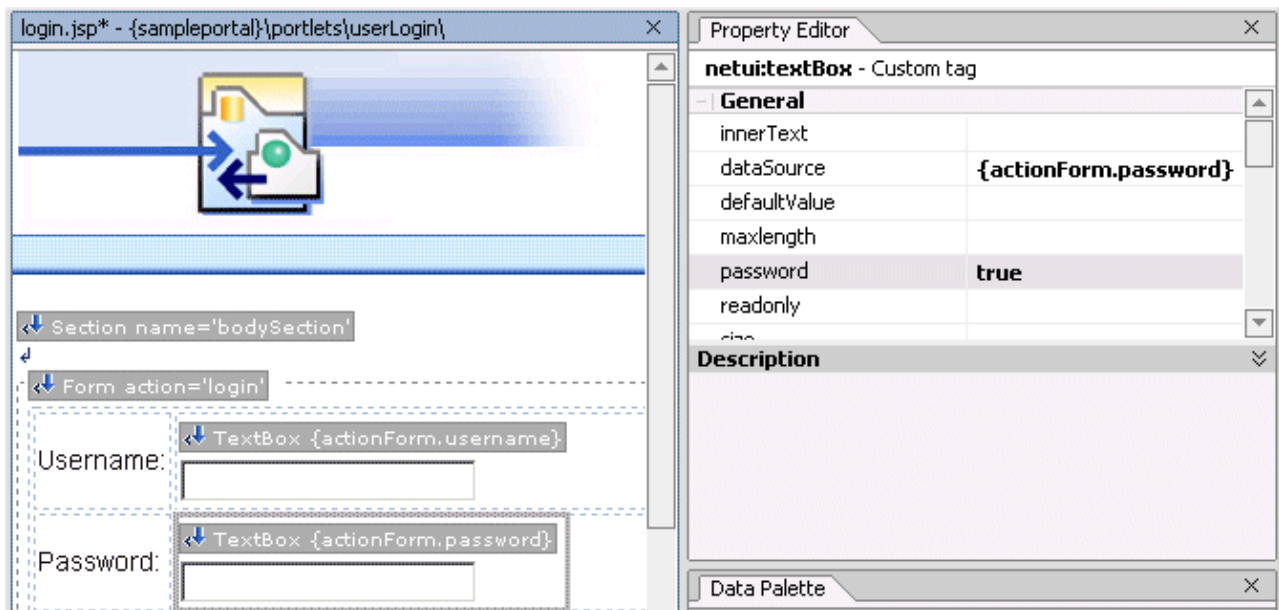 login.jsp* - {sampleportal}\portlets\userLogin\
Section name='bodySection'
Form action='login'
Username:
TextBox {actionForm.username}
Password:
TextBox {actionForm.password}
Property Editor
netui:textBox - Custom tag
General
innerText
dataSource {actionForm.password}
defaultValue
maxlength
password true
readonly
size
Description
Data Palette